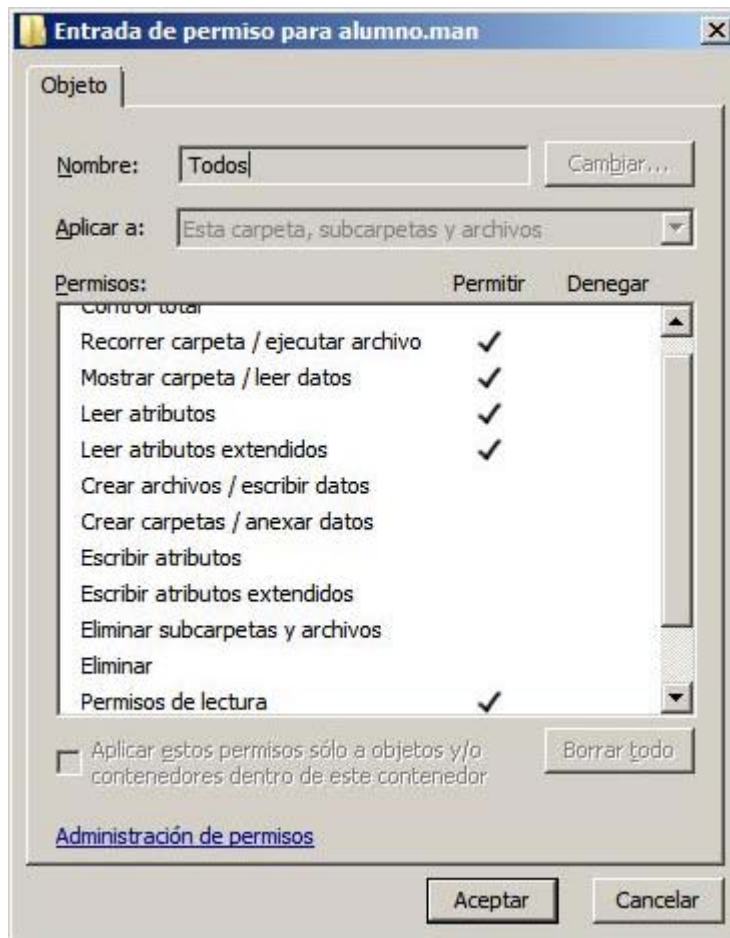 Entrada de permiso para alumno.man
Objeto
Nombre: Todos Cambiar...
Aplicar a: Esta carpeta, subcarpetas y archivos
Permisos: Permitir Denegar
Control total
Recorrer carpeta / ejecutar archivo
Mostrar carpeta / leer datos
Leer atributos
Leer atributos extendidos
Crear archivos / escribir datos
Crear carpetas / anexar datos
Escribir atributos
Escribir atributos extendidos
Eliminar subcarpetas y archivos
Eliminar
Permisos de lectura
Aplicar estos permisos sólo a objetos y/o
contenedores dentro de este contenedor
Borrar todo
Administración de permisos
Aceptar Cancelar